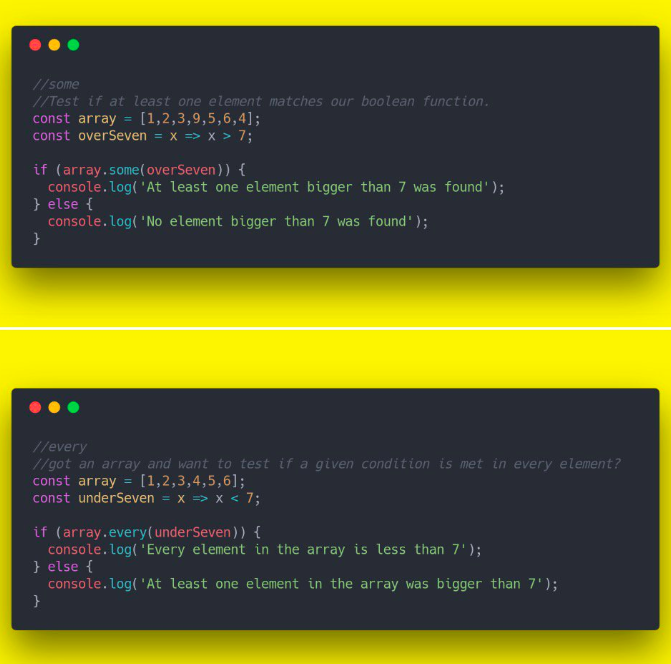 //some
//Test if at least one element matches our boolean function.
const array = [1,2,3,9,5,6,4];
const overSeven = x => x > 7;
if (array.some(overSeven)) {
console.log('At least one element bigger than 7 was found');
} else {
console.log('No element bigger than 7 was found');
}
//every
//got an array and want to test if a given condition is met in every element?
const array = [1,2,3,4,5,6];
const underSeven = x => x < 7;
if (array.every(underSeven)) {
console.log('Every element in the array is less than 7');
} else {
console.log('At least one element in the array was bigger than 7');
}